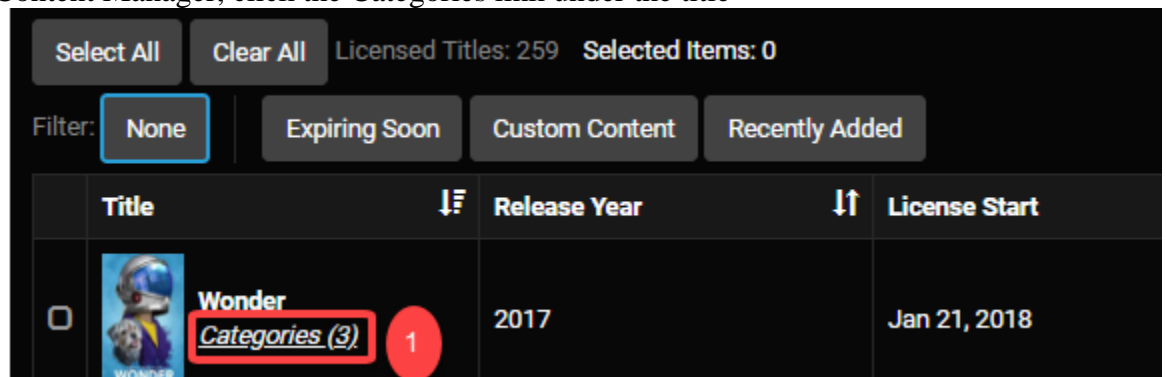 Content Manager, click the Categories link under the title
Select All Clear All Licensed Titles: 259 Selected Items: 0
Filter: None Expiring Soon Custom Content Recently Added
Title Release Year License Start
Wonder 2017 Jan 21, 2018
Categories (3) 1
WONDER